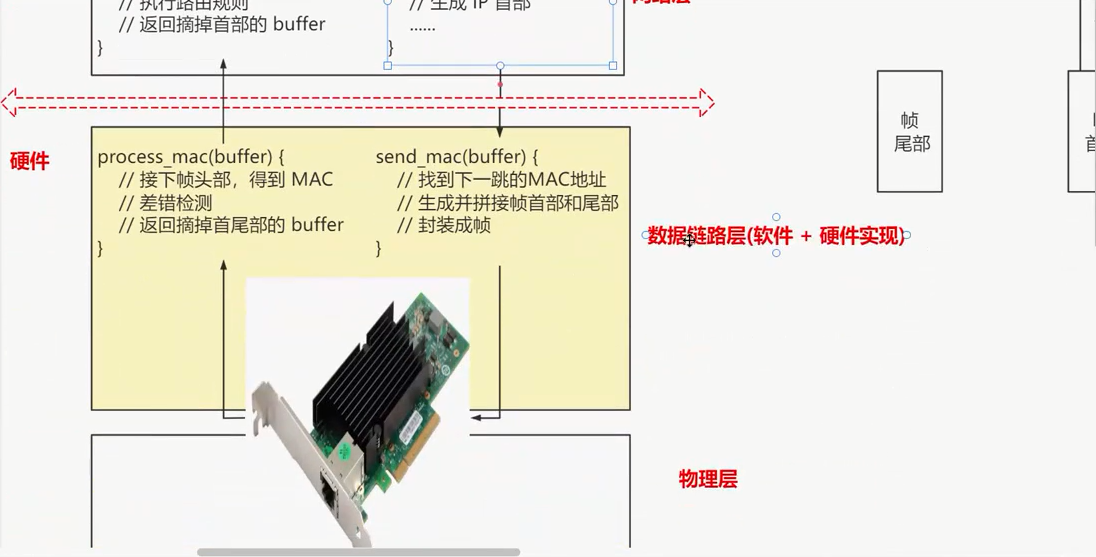 // 执行路由规则
// 返回摘掉首部的 buffer
}
// 生成 IP 首部
......
}
网络层
硬件
process_mac(buffer) {
// 接下帧头部，得到 MAC
// 差错检测
// 返回摘掉首尾部的 buffer
}
send_mac(buffer) {
// 找到下一跳的MAC地址
// 生成并拼接帧首部和尾部
// 封装成帧
}
数据链路层(软件 + 硬件实现)
帧
尾部
首
物理层